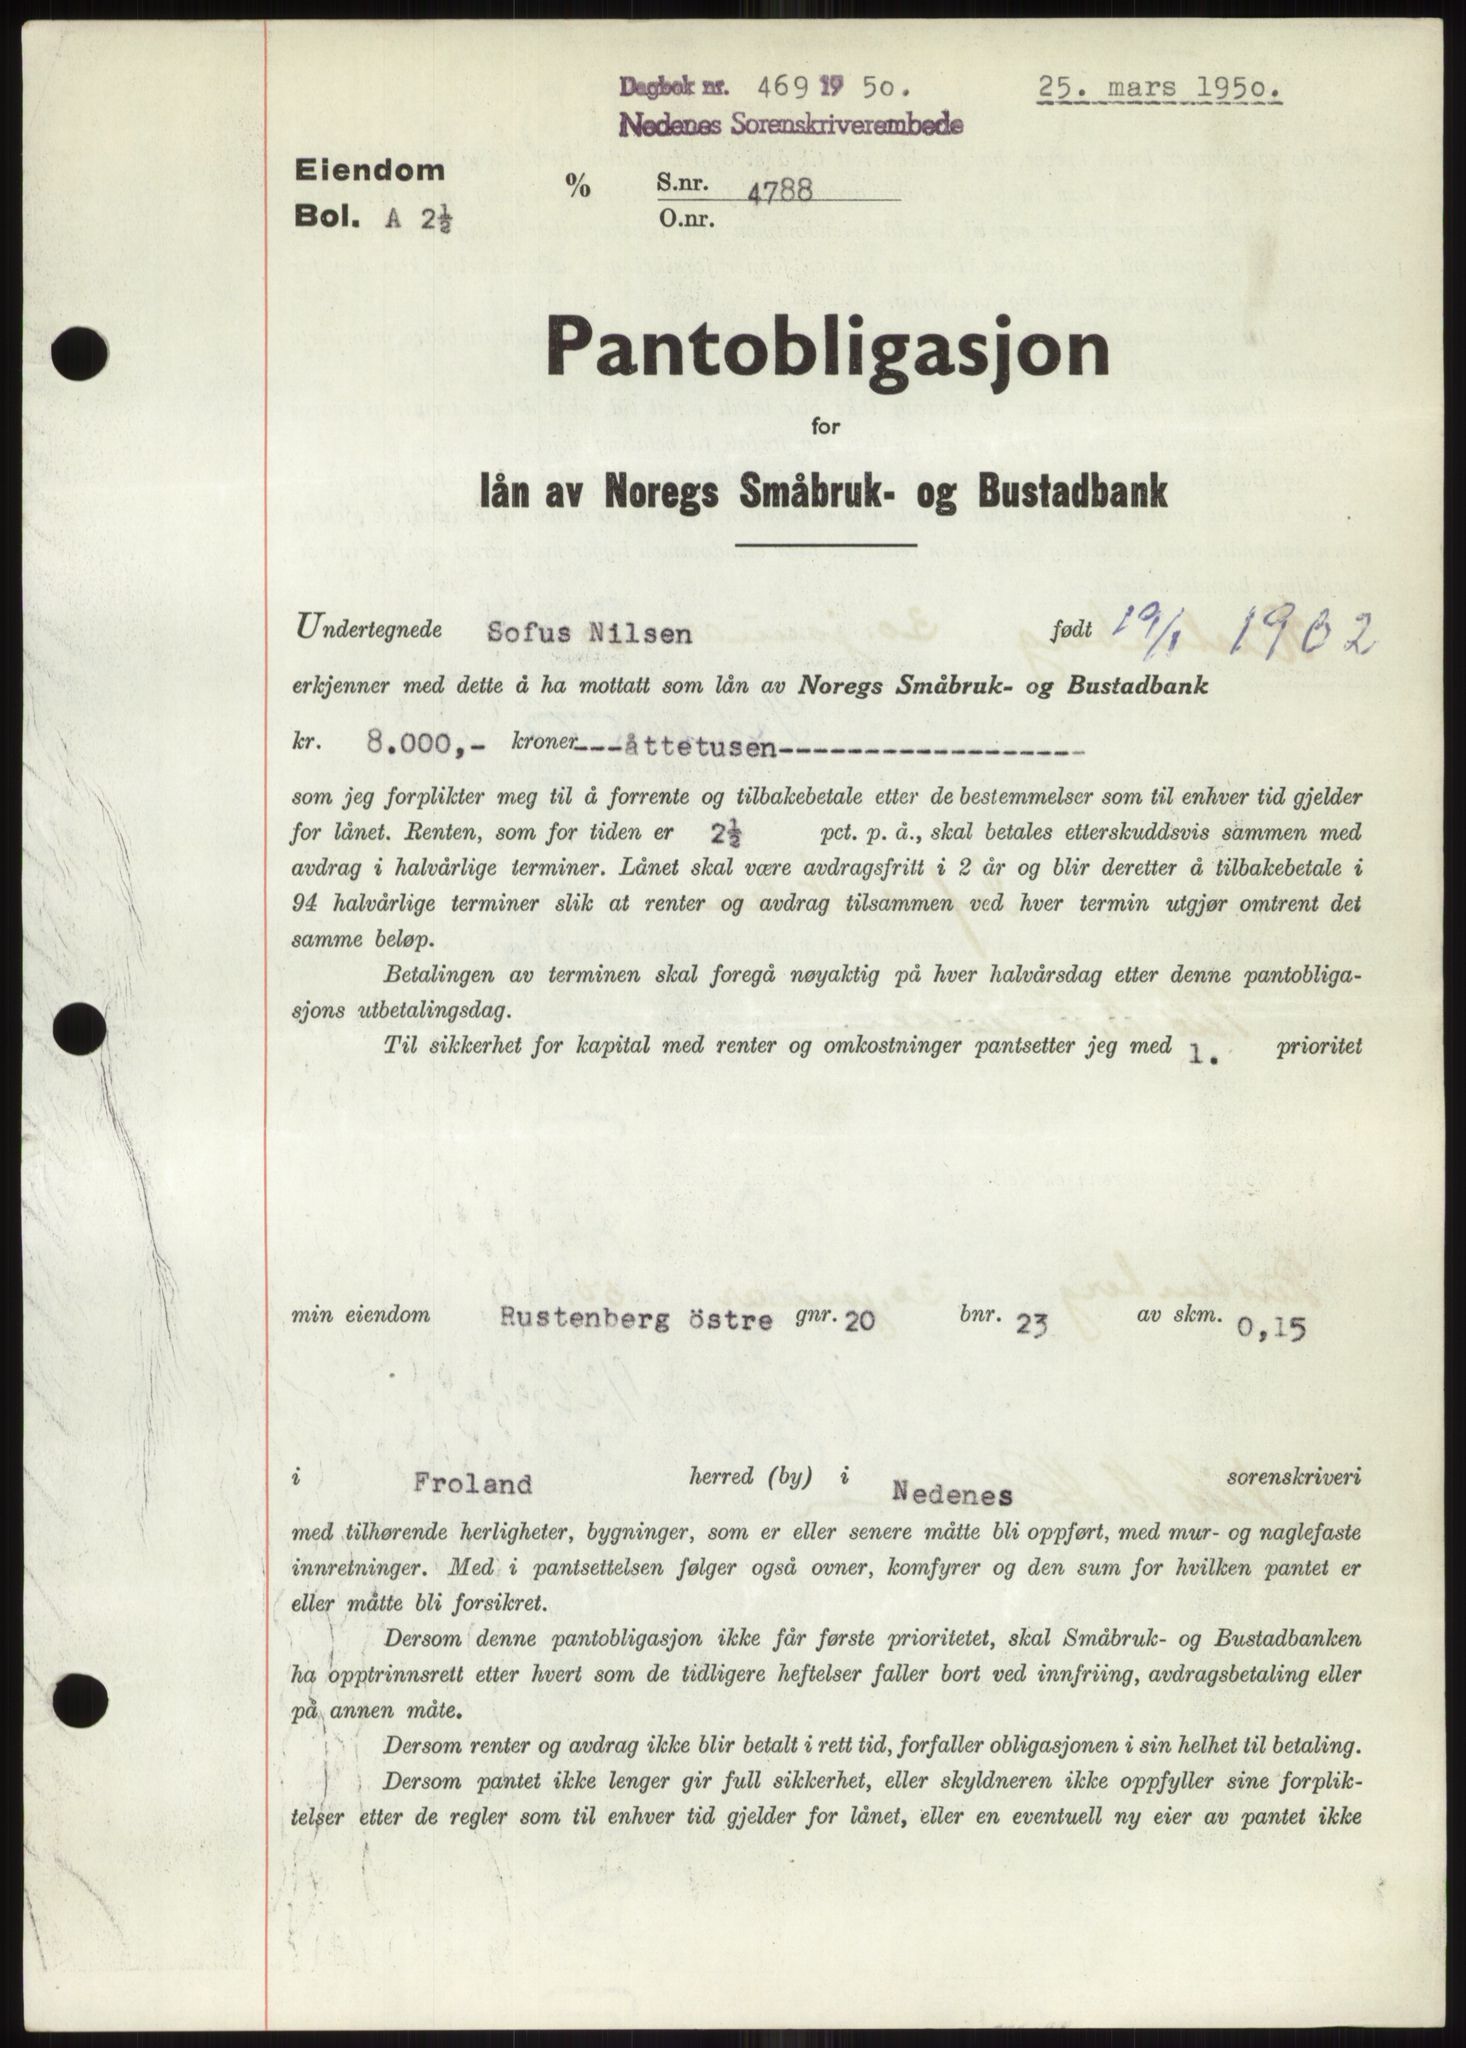 Dagbok nr. 469 1950. 25. mars 1950.
Nedenes Sorenskriverembede
Eiendom % S.nr. 4788
Bol. A 2½ O.nr.
Pantobligasjon
for
lån av Noregs Småbruk- og Bustadbank
Undertegnede Sofus Nilsen født 19/1 1902
erkjenner med dette å ha mottatt som lån av Noregs Småbruk- og Bustadbank
kr. 8.000,- kroner---åttetusen-------------------
som jeg forplikter meg til å forrente og tilbakebetale etter de bestemmelser som til enhver tid gjelder
for lånet. Renten, som for tiden er 2½ pct. p. å., skal betales etterskuddsvis sammen med
avdrag i halvårlige terminer. Lånet skal være avdragsfritt i 2 år og blir deretter å tilbakebetale i
94 halvårlige terminer slik at renter og avdrag tilsammen ved hver termin utgjør omtrent det
samme beløp.
Betalingen av terminen skal foregå nøyaktig på hver halvårsdag etter denne pantobliga-
sjons utbetalingsdag.
Til sikkerhet for kapital med renter og omkostninger pantsetter jeg med 1. prioritet
min eiendom Rustenberg östre gnr. 20 bnr. 23 av skm. 0,15
i Froland herred (by) i Nedenes sorenskriveri
med tilhørende herligheter, bygninger, som er eller senere måtte bli oppført, med mur- og naglefaste
innretninger. Med i pantsettelsen følger også ovner, komfyrer og den sum for hvilken pantet er
eller måtte bli forsikret.
Dersom denne pantobligasjon ikke får første prioritetet, skal Småbruk- og Bustadbanken
ha opptrinnsrett etter hvert som de tidligere heftelser faller bort ved innfriing, avdragsbetaling eller
på annen måte.
Dersom renter og avdrag ikke blir betalt i rett tid, forfaller obligasjonen i sin helhet til betaling.
Dersom pantet ikke lenger gir full sikkerhet, eller skyldneren ikke oppfyller sine forplik-
telser etter de regler som til enhver tid gjelder for lånet, eller en eventuell ny eier av pantet ikke